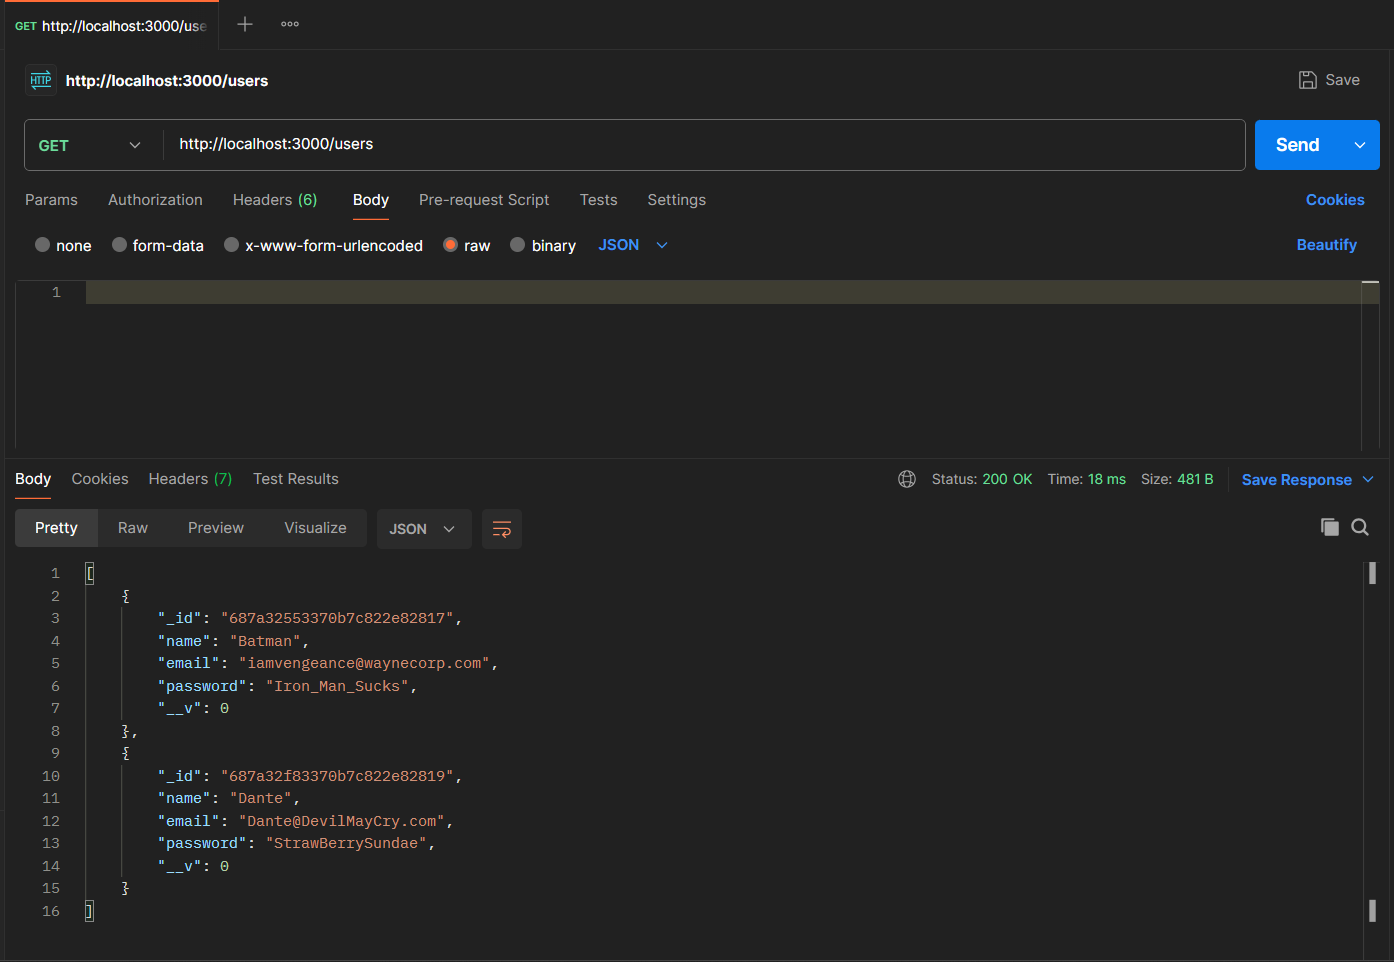 GET http://localhost:3000/use
HTTP http://localhost:3000/users Save
GET http://localhost:3000/users Send
Params Authorization Headers (6) Body Pre-request Script Tests Settings Cookies
none form-data x-www-form-urlencoded raw binary JSON Beautify
1
Body Cookies Headers (7) Test Results Status: 200 OK Time: 18 ms Size: 481 B Save Response
Pretty Raw Preview Visualize JSON
1 [
2 {
3 "_id": "687a32553370b7c822e82817",
4 "name": "Batman",
5 "email": "iamvengeance@waynecorp.com",
6 "password": "Iron_Man_Sucks",
7 "__v": 0
8 },
9 {
10 "_id": "687a32f83370b7c822e82819",
11 "name": "Dante",
12 "email": "Dante@DevilMayCry.com",
13 "password": "StrawBerrySundae",
14 "__v": 0
15 }
16 ]